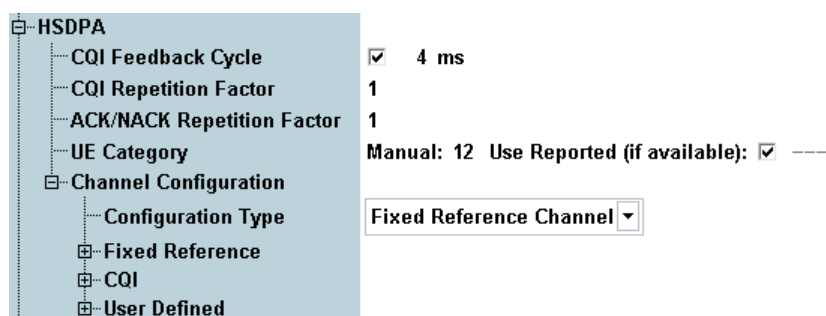 HSDPA
CQI Feedback Cycle 4 ms
CQI Repetition Factor 1
ACK/NACK Repetition Factor 1
UE Category Manual: 12 Use Reported (if available): ---
Channel Configuration
Configuration Type Fixed Reference Channel
Fixed Reference
CQI
User Defined